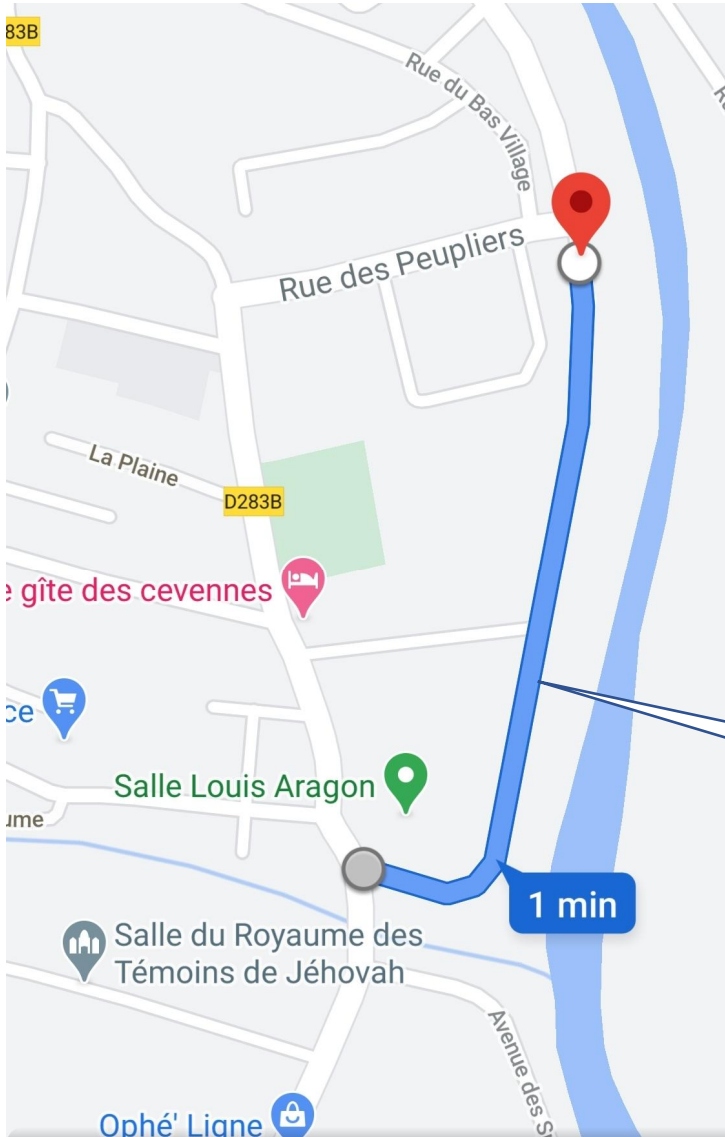 83B
Rue du Bas Village
Rue des Peupliers
La Plaine
D283B
gîte des cevennes
ce
Salle Louis Aragon
ume
1 min
Salle du Royaume des
Témoins de Jéhovah
Avenue des S
Ophé' Ligne